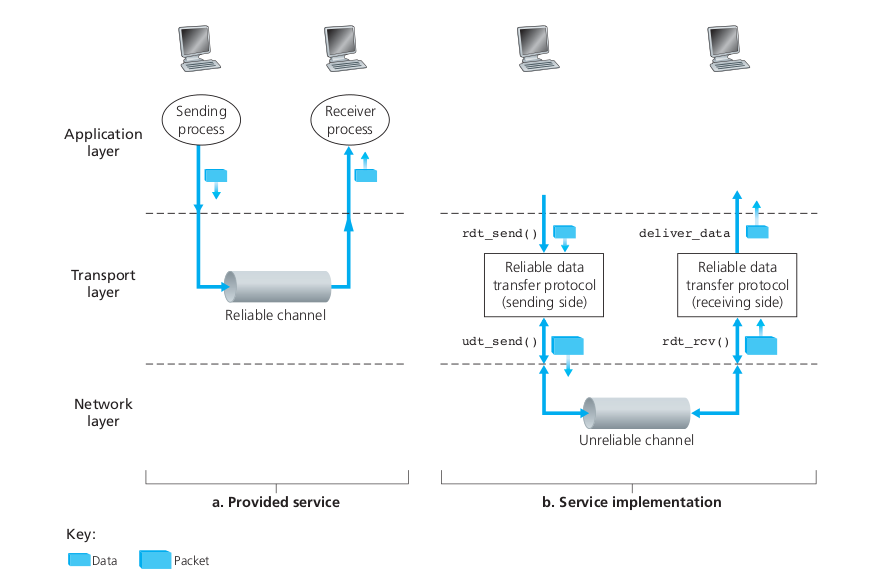 Sending
process
Receiver
process
Application
layer
rdt_send()
deliver_data
Transport
layer
Reliable data
transfer protocol
(sending side)
Reliable data
transfer protocol
(receiving side)
Reliable channel
udt_send()
rdt_rcv()
Network
layer
Unreliable channel
a. Provided service
b. Service implementation
Key:
Data
Packet